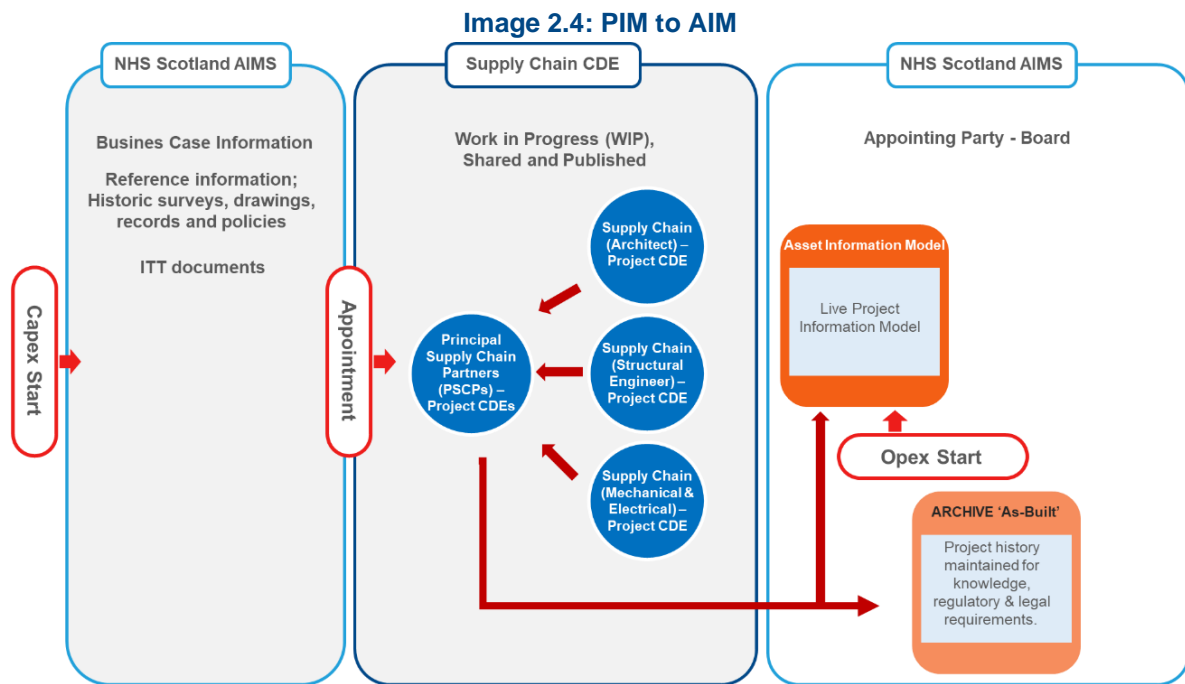 Image 2.4: PIM to AIM
NHS Scotland AIMS
Busines Case Information
Reference information;
Historic surveys, drawings,
records and policies
ITT documents
Capex Start
Appointment
Supply Chain CDE
Work in Progress (WIP),
Shared and Published
Supply Chain
(Architect) –
Project CDE
Principal
Supply Chain
Partners
(PSCPs) –
Project CDEs
Supply Chain
(Structural
Engineer) –
Project CDE
Supply Chain
(Mechanical &
Electrical) –
Project CDE
NHS Scotland AIMS
Appointing Party - Board
Asset Information Model
Live Project
Information Model
Opex Start
ARCHIVE ‘As-Built’
Project history
maintained for
knowledge,
regulatory & legal
requirements.